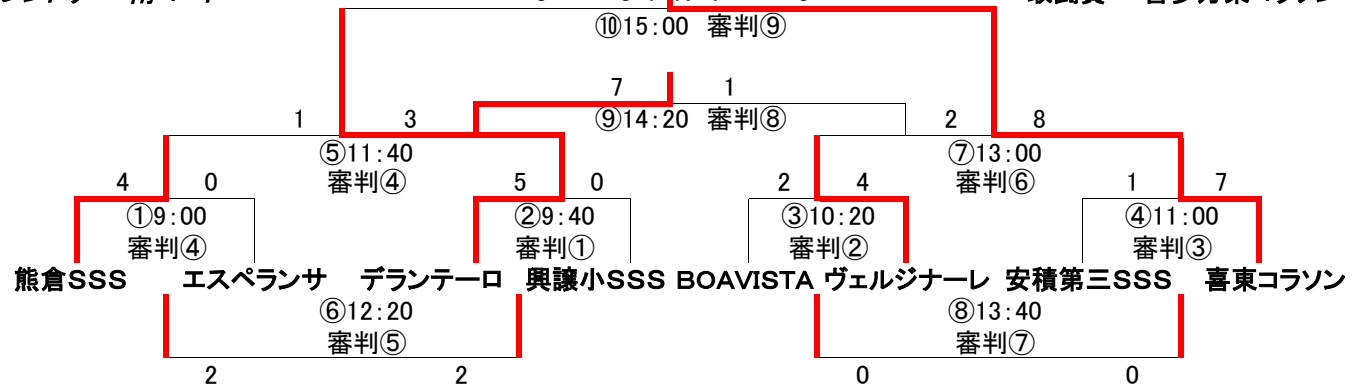 ⑩15:00 審判⑨
7 1
1 3 ⑨14:20 審判⑧ 2 8
⑤11:40 ⑦13:00
4 0 審判④ 5 0 2 4 審判⑥ 1 7
①9:00 ②9:40 ③10:20 ④11:00
審判④ 審判① 審判② 審判③
熊倉SSS エスペランサ デランテーロ 興譲小SSS BOAVISTA ヴェルジナーレ 安積第三SSS 喜東コラソン
⑥12:20 ⑧13:40
審判⑤ 審判⑦
2 2 0 0